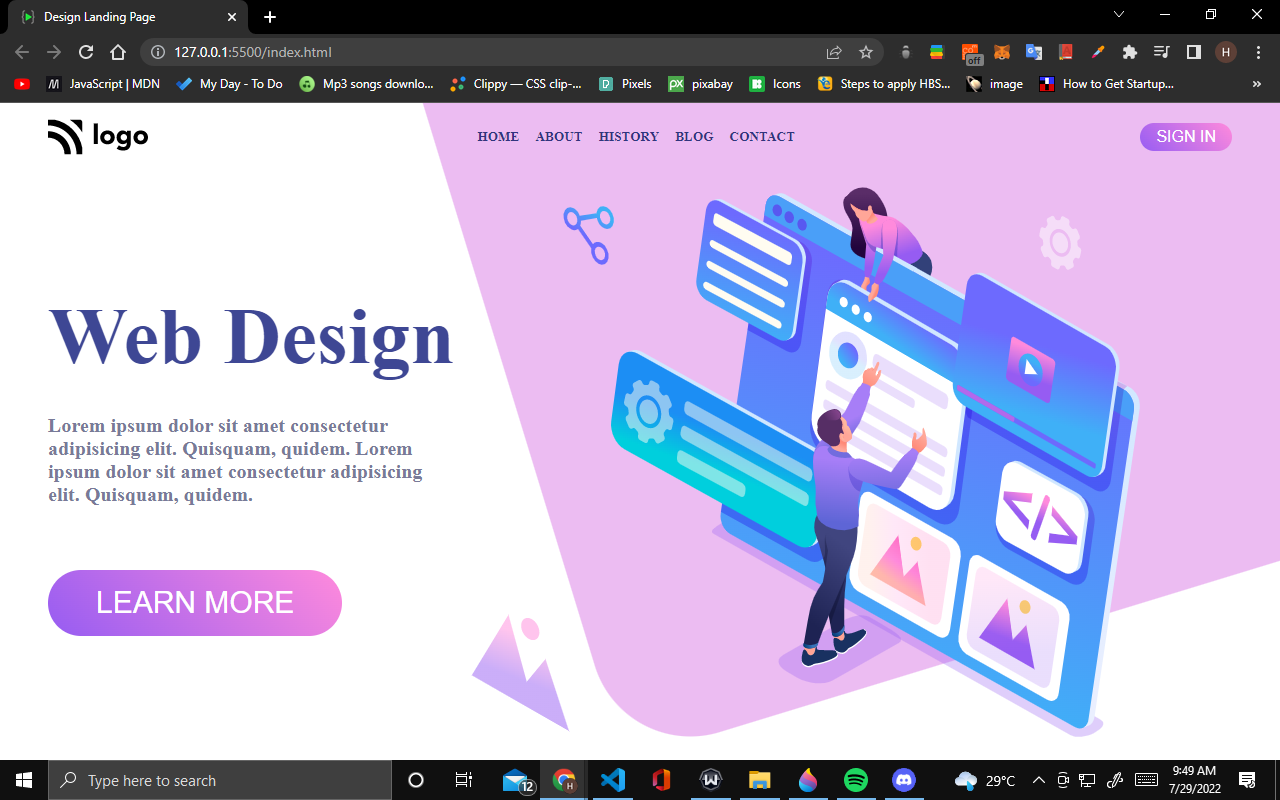 Design Landing Page
127.0.0.1:5500/index.html
off
H
JavaScript | MDN
My Day - To Do
Mp3 songs downlo...
Clippy — CSS clip-...
Pixels
px
pixabay
Icons
Steps to apply HBS...
image
How to Get Startup...
»
logo
HOME
ABOUT
HISTORY
BLOG
CONTACT
SIGN IN
Web Design
Lorem ipsum dolor sit amet consectetur
adipisicing elit. Quisquam, quidem. Lorem
ipsum dolor sit amet consectetur adipisicing
elit. Quisquam, quidem.
LEARN MORE
</>
Type here to search
12
H
29°C
9:49 AM
7/29/2022